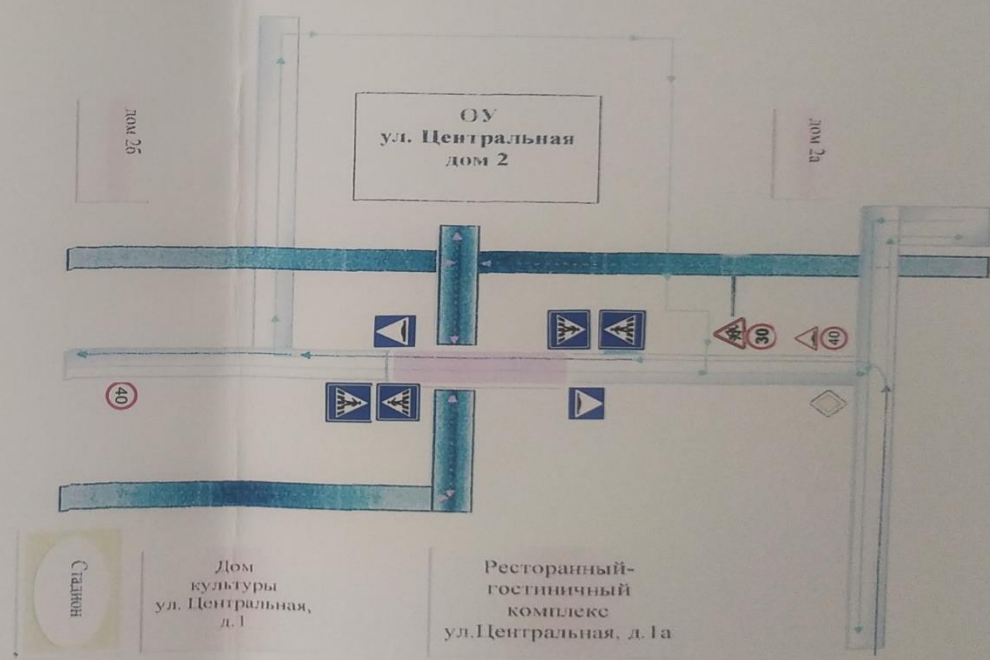 дом 2б
ОУ
ул. Центральная
дом 2
дом 2а
30
40
40
Стадион
Дом
культуры
ул. Центральная,
д.1
Ресторанный-
гостиничный
комплекс
ул.Центральная, д.1а